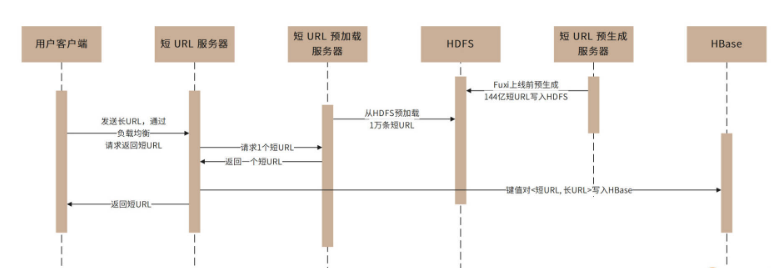 用户客户端
短 URL 服务器
短 URL 预加载
服务器
HDFS
短 URL 预生成
服务器
HBase
Fuxi上线前预生成
144亿短URL写入HDFS
发送长URL，通过
负载均衡
请求返回短URL
从HDFS预加载
1万条短URL
请求1个短URL
返回一个短URL
键值对<短URL, 长URL>写入HBase
返回短URL